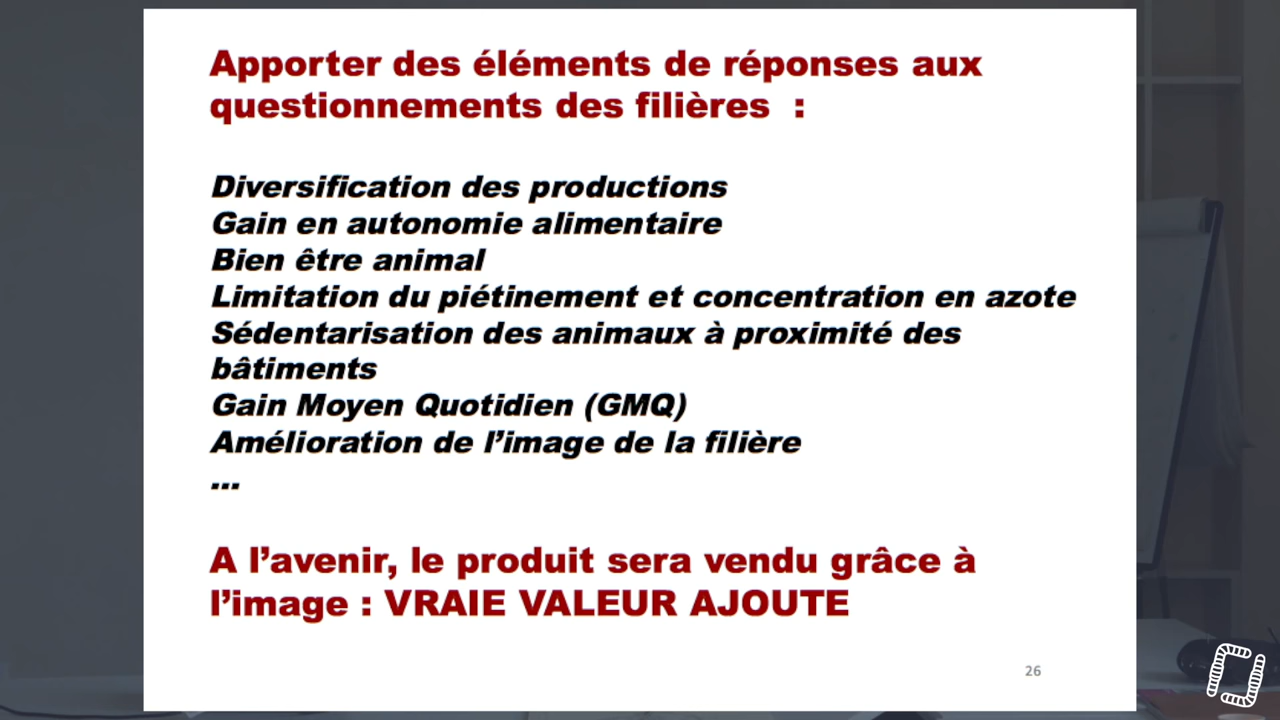 Apporter des éléments de réponses aux
questionnements des filières :
Diversification des productions
Gain en autonomie alimentaire
Bien être animal
Limitation du piétinement et concentration en azote
Sédentarisation des animaux à proximité des
bâtiments
Gain Moyen Quotidien (GMQ)
Amélioration de l’image de la filière
...
A l’avenir, le produit sera vendu grâce à
l’image : VRAIE VALEUR AJOUTE
26